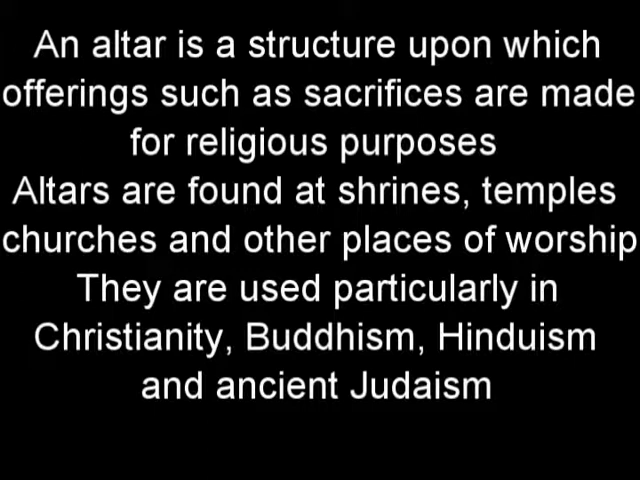 An altar is a structure upon which
offerings such as sacrifices are made
for religious purposes
Altars are found at shrines, temples
churches and other places of worship
They are used particularly in
Christianity, Buddhism, Hinduism
and ancient Judaism